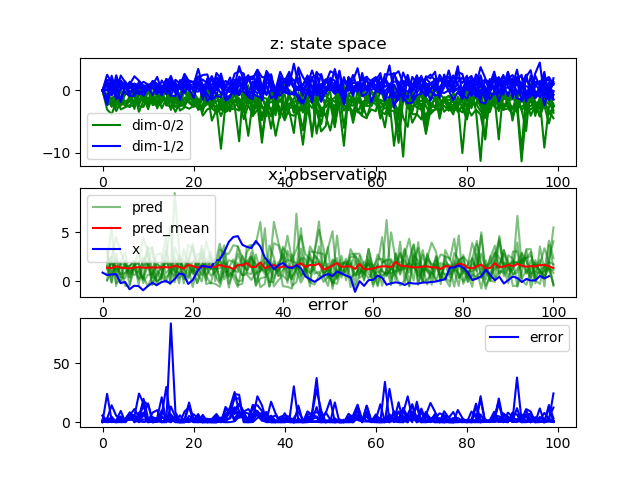 z: state space
0
−10
dim-0/2
dim-1/2
0 20 40 60 80 100
x: observation
5
0
pred
pred_mean
x
0 20 40 60 80 100
error
50
0
error
0 20 40 60 80 100